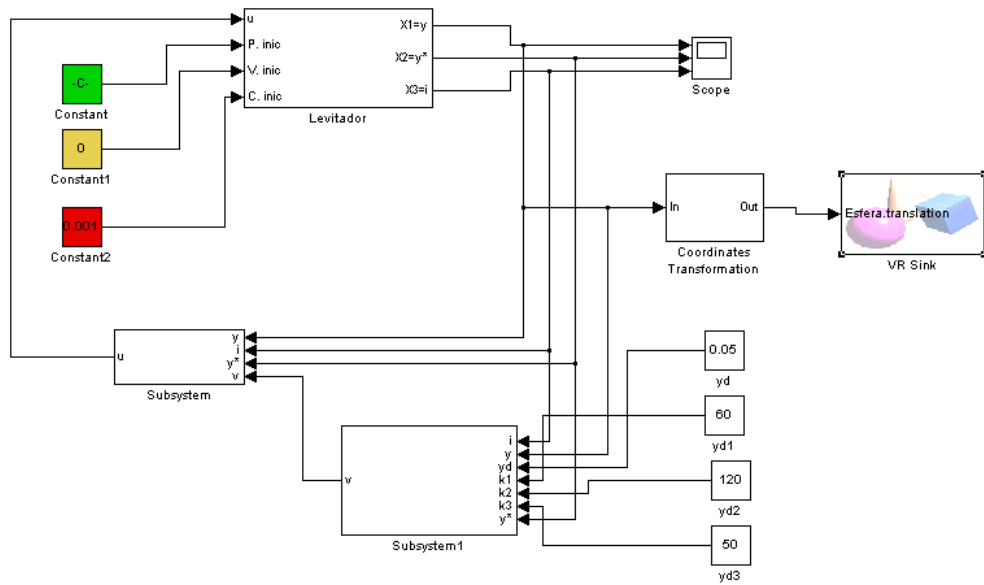 u
P. inic
V. inic
C. inic
X1=y
X2=y*
X3=i
Levitador
Scope
-C-
Constant
0
Constant1
0.001
Constant2
In
Out
Coordinates
Transformation
Esfera.translation
VR Sink
u
y
i
y*
v
Subsystem
0.05
yd
60
yd1
120
yd2
50
yd3
v
i
y
yd
k1
k2
k3
y*
Subsystem1